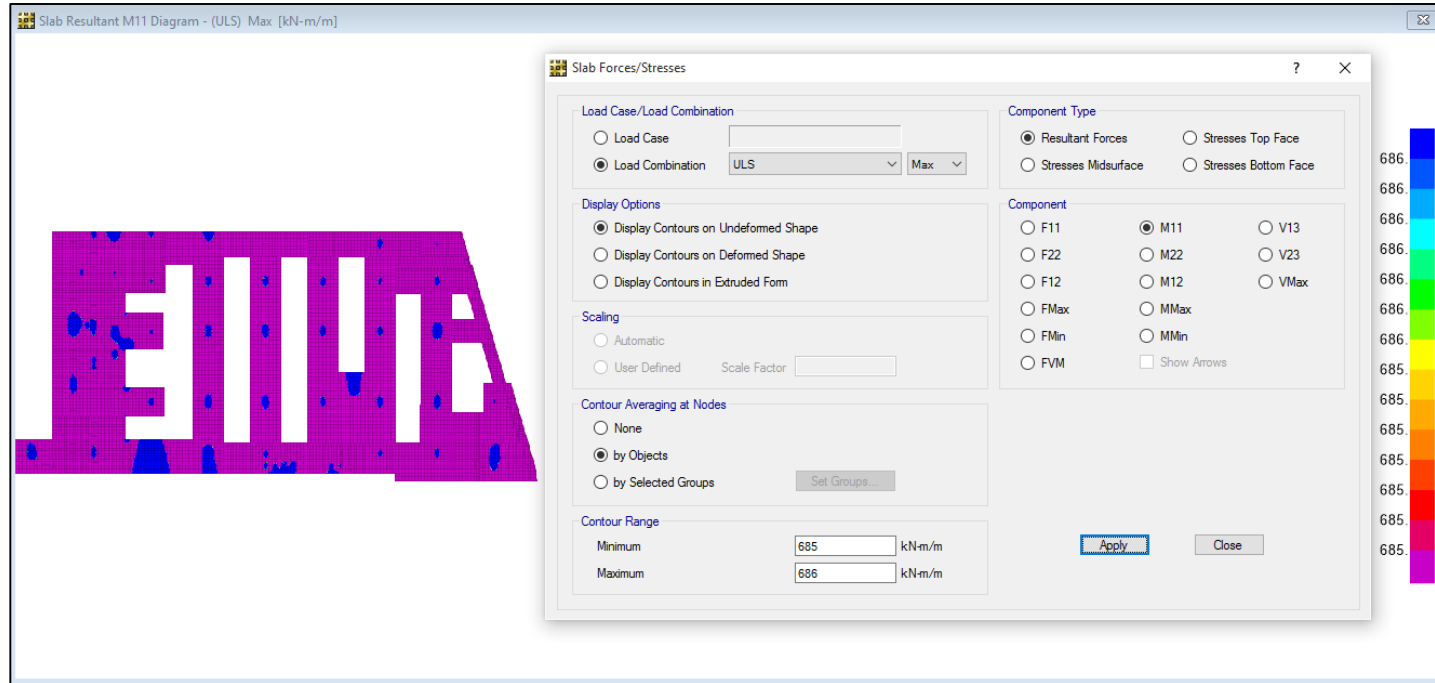 Slab Resultant M11 Diagram - (ULS) Max [kN-m/m]
Slab Forces/Stresses
?
Load Case/Load Combination
Load Case
Load Combination ULS Max
Display Options
Display Contours on Undeformed Shape
Display Contours on Deformed Shape
Display Contours in Extruded Form
Scaling
Automatic
User Defined Scale Factor
Contour Averaging at Nodes
None
by Objects
by Selected Groups Set Groups...
Contour Range
Minimum 685 kN-m/m
Maximum 686 kN-m/m
Component Type
Resultant Forces Stresses Top Face
Stresses Midsurface Stresses Bottom Face
Component
F11 M11 V13
F22 M22 V23
F12 M12 VMax
FMax MMax
FMin MMin
FVM Show Arrows
Apply Close
686.
686.
686.
686.
686.
686.
686.
685.
685.
685.
685.
685.
685.
685.